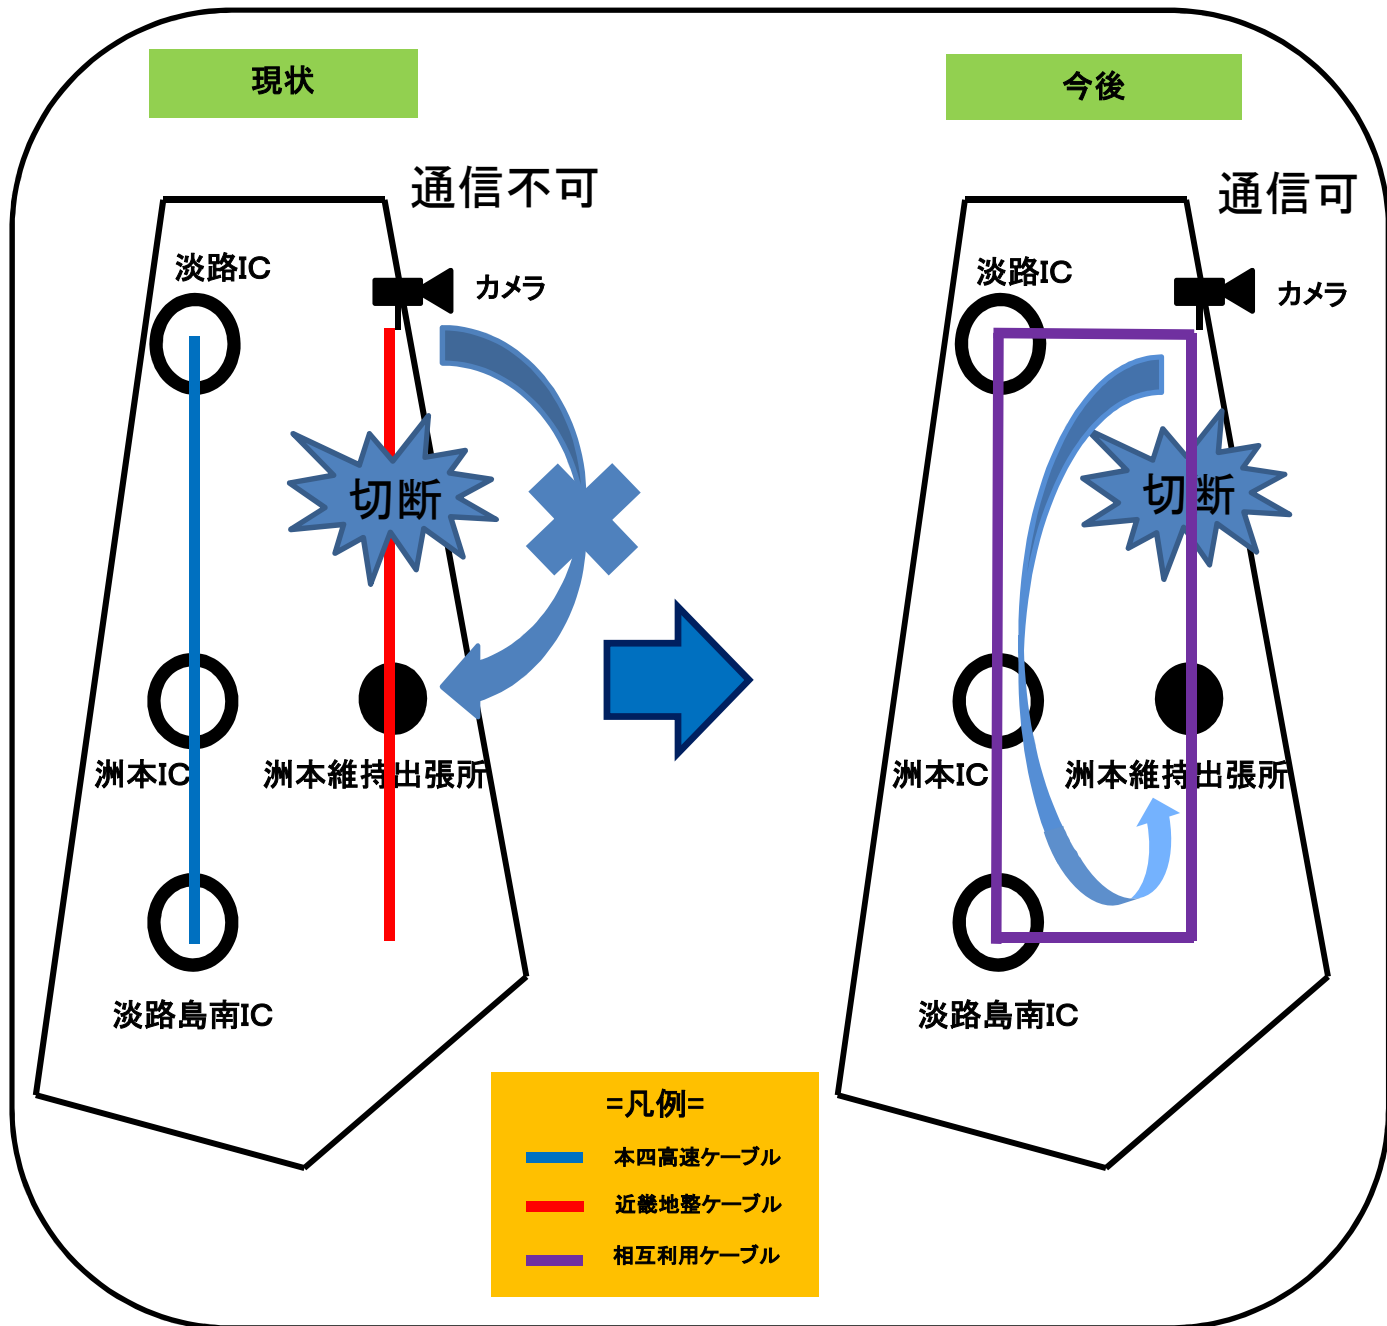 現状
通信不可
淡路IC
カメラ
切断
洲本IC
洲本維持出張所
淡路島南IC
今後
通信可
淡路IC
カメラ
切断
洲本IC
洲本維持出張所
淡路島南IC
=凡例=
本四高速ケーブル
近畿地整ケーブル
相互利用ケーブル